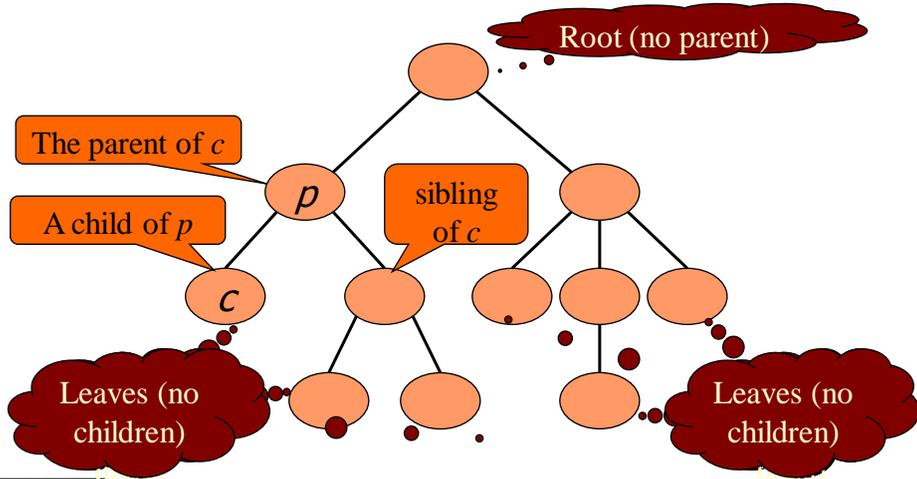 Root (no parent)
The parent of c
p
sibling
of c
A child of p
c
Leaves (no
children)
Leaves (no
children)